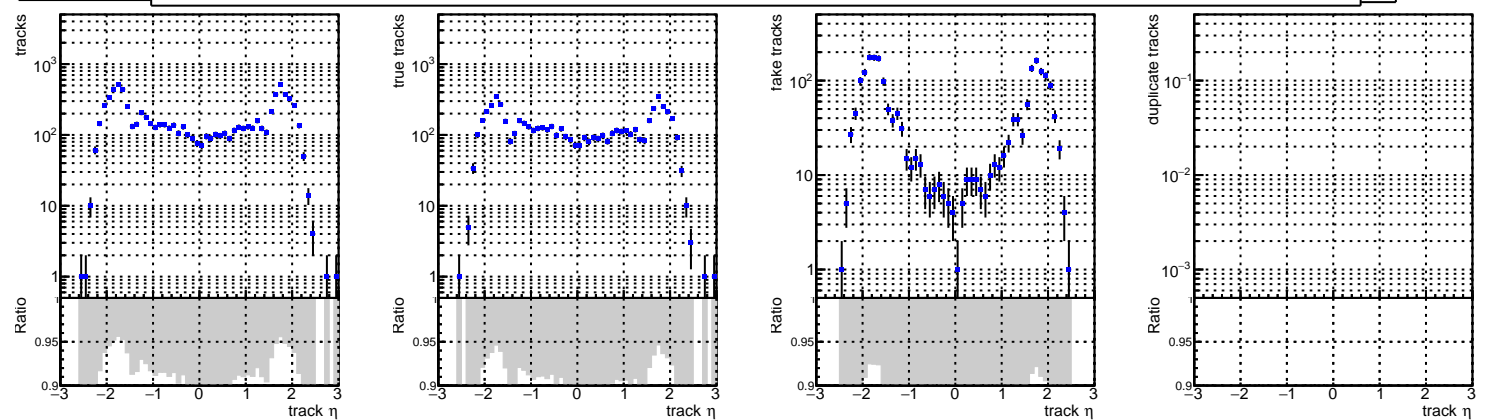 tracks
10³
10²
10
1
Ratio
1
0.95
0.9
−3 −2 −1 0 1 2 3
track η
true tracks
10³
10²
10
1
Ratio
1
0.95
0.9
−3 −2 −1 0 1 2 3
track η
fake tracks
10²
10
1
Ratio
1
0.95
0.9
−3 −2 −1 0 1 2 3
track η
duplicate tracks
10⁻¹
10⁻²
10⁻³
Ratio
1
0.95
0.9
−3 −2 −1 0 1 2 3
track η